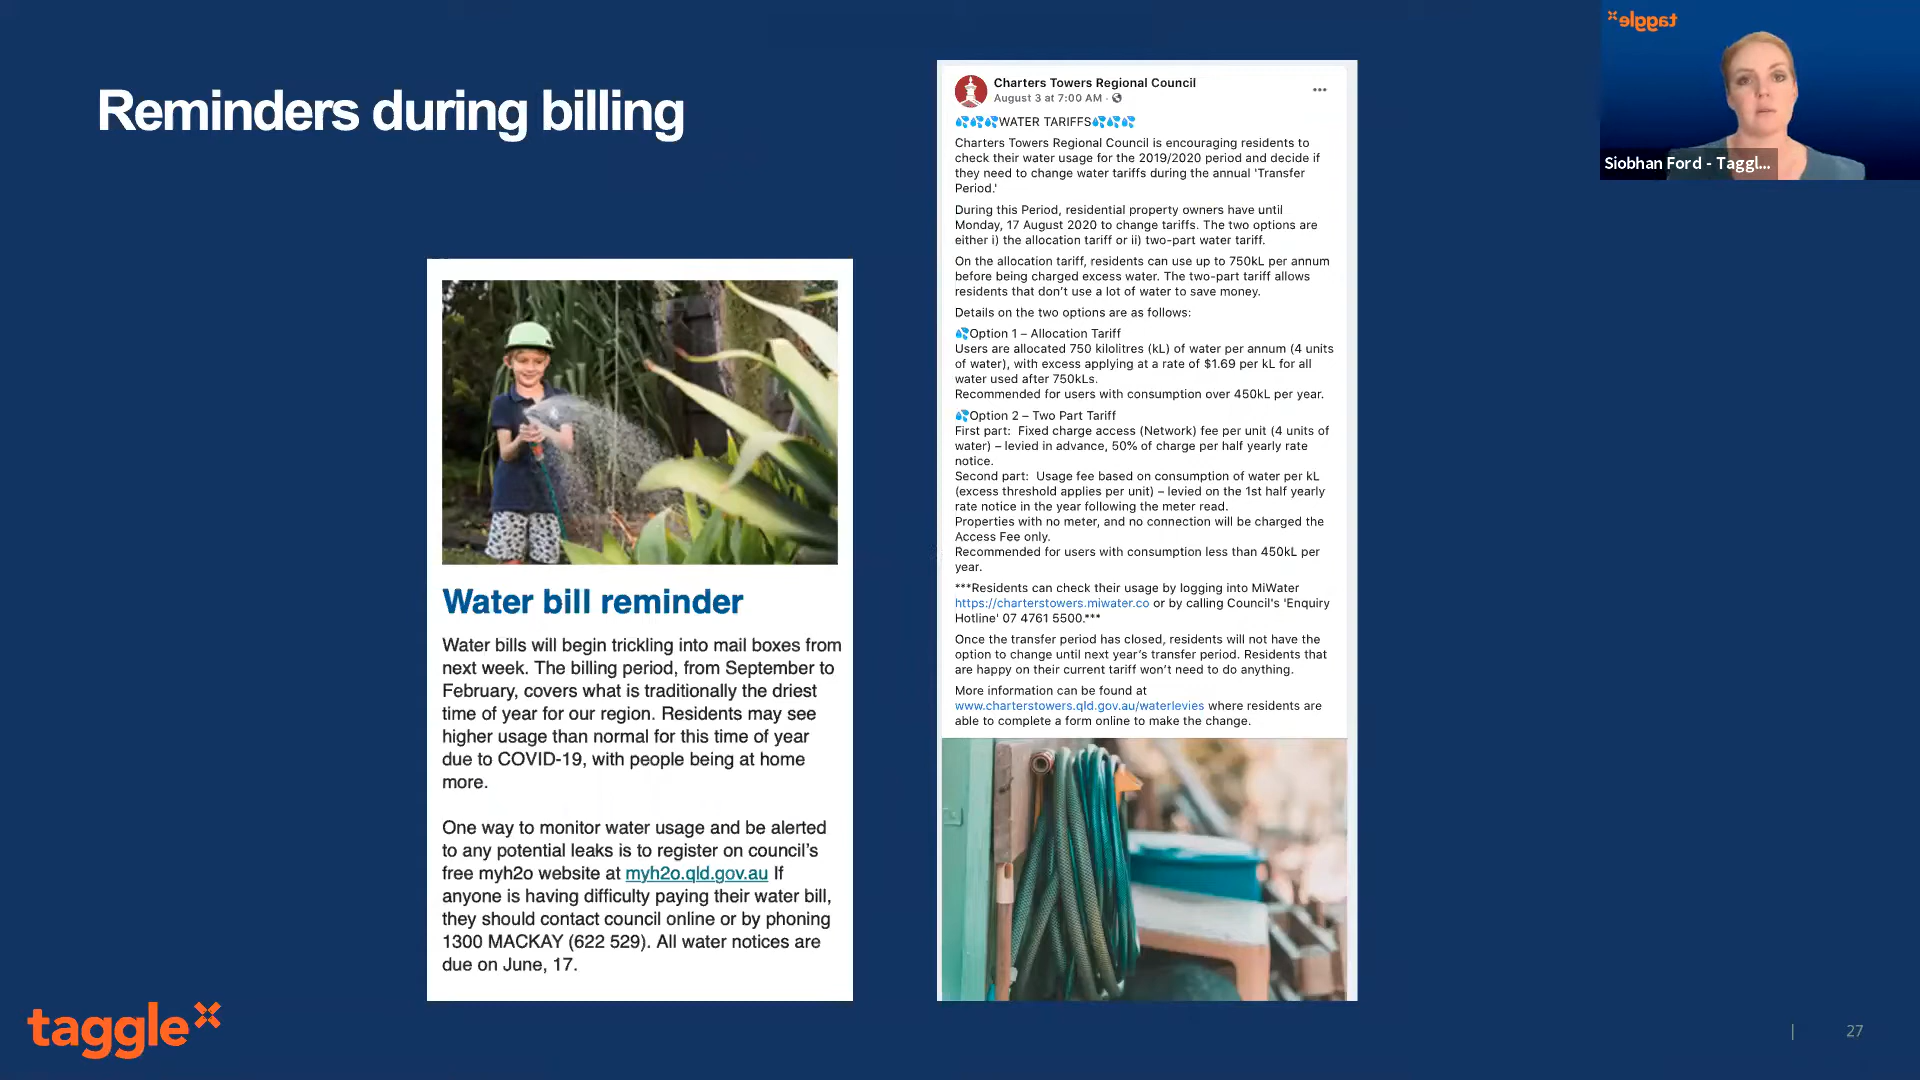 Reminders during billing
Water bill reminder
Water bills will begin trickling into mail boxes from
next week. The billing period, from September to
February, covers what is traditionally the driest
time of year for our region. Residents may see
higher usage than normal for this time of year
due to COVID-19, with people being at home
more.
One way to monitor water usage and be alerted
to any potential leaks is to register on council's
free myh2o website at myh2o.qld.gov.au If
anyone is having difficulty paying their water bill,
they should contact council online or by phoning
1300 MACKAY (622 529). All water notices are
due on June, 17.
Charters Towers Regional Council
August 3 at 7:00 AM ·
💦💦💦WATER TARIFFS💦💦💦
Charters Towers Regional Council is encouraging residents to
check their water usage for the 2019/2020 period and decide if
they need to change water tariffs during the annual 'Transfer
Period.'
During this Period, residential property owners have until
Monday, 17 August 2020 to change tariffs. The two options are
either i) the allocation tariff or ii) two-part water tariff.
On the allocation tariff, residents can use up to 750kL per annum
before being charged excess water. The two-part tariff allows
residents that don't use a lot of water to save money.
Details on the two options are as follows:
💦Option 1 – Allocation Tariff
Users are allocated 750 kilolitres (kL) of water per annum (4 units
of water), with excess applying at a rate of $1.69 per kL for all
water used after 750kLs.
Recommended for users with consumption over 450kL per year.
💦Option 2 – Two Part Tariff
First part: Fixed charge access (Network) fee per unit (4 units of
water) – levied in advance, 50% of charge per half yearly rate
notice.
Second part: Usage fee based on consumption of water per kL
(excess threshold applies per unit) – levied on the 1st half yearly
rate notice in the year following the meter read.
Properties with no meter, and no connection will be charged the
Access Fee only.
Recommended for users with consumption less than 450kL per
year.
***Residents can check their usage by logging into MiWater
https://charterstowers.miwater.co or by calling Council's 'Enquiry
Hotline' 07 4761 5500.***
Once the transfer period has closed, residents will not have the
option to change until next year's transfer period. Residents that
are happy on their current tariff won't need to do anything.
More information can be found at
www.charterstowers.qld.gov.au/waterlevies where residents are
able to complete a form online to make the change.
taggle
Siobhan Ford - Taggl...
taggle
| 27